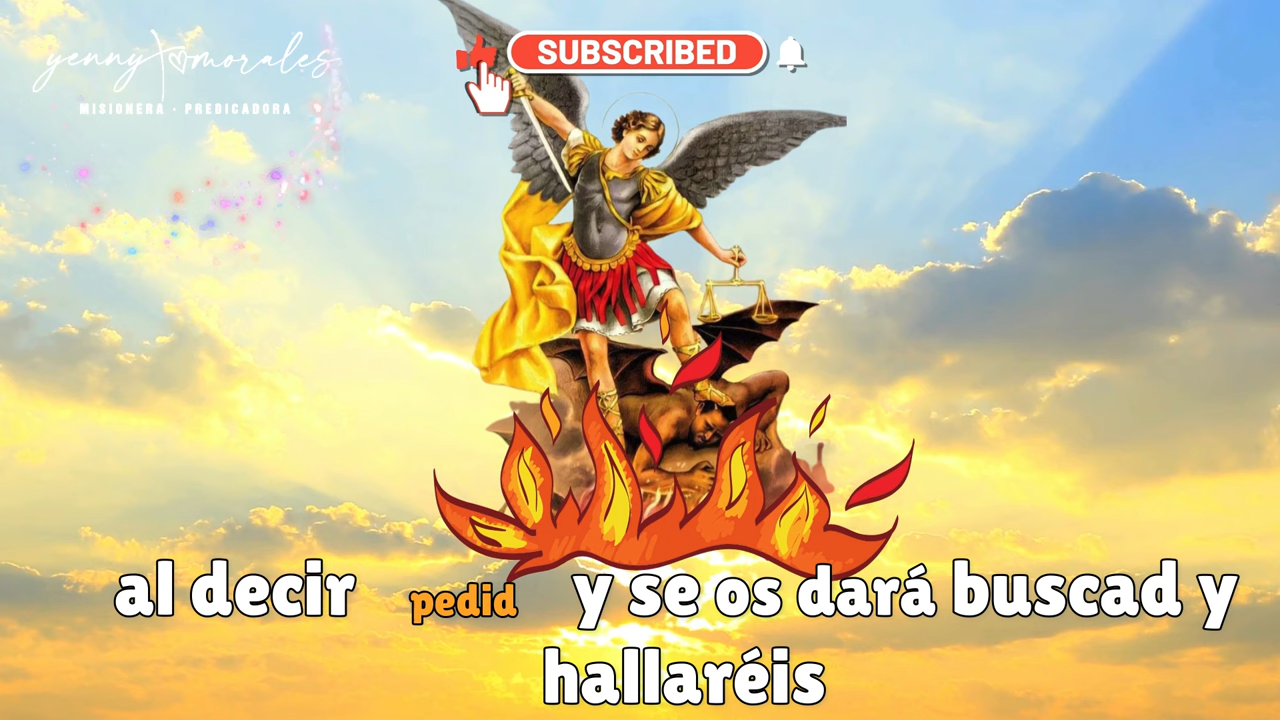 yenny morales
MISIONERA • PREDICADORA
SUBSCRIBED
al decir pedid y se os dará buscad y
hallaréis